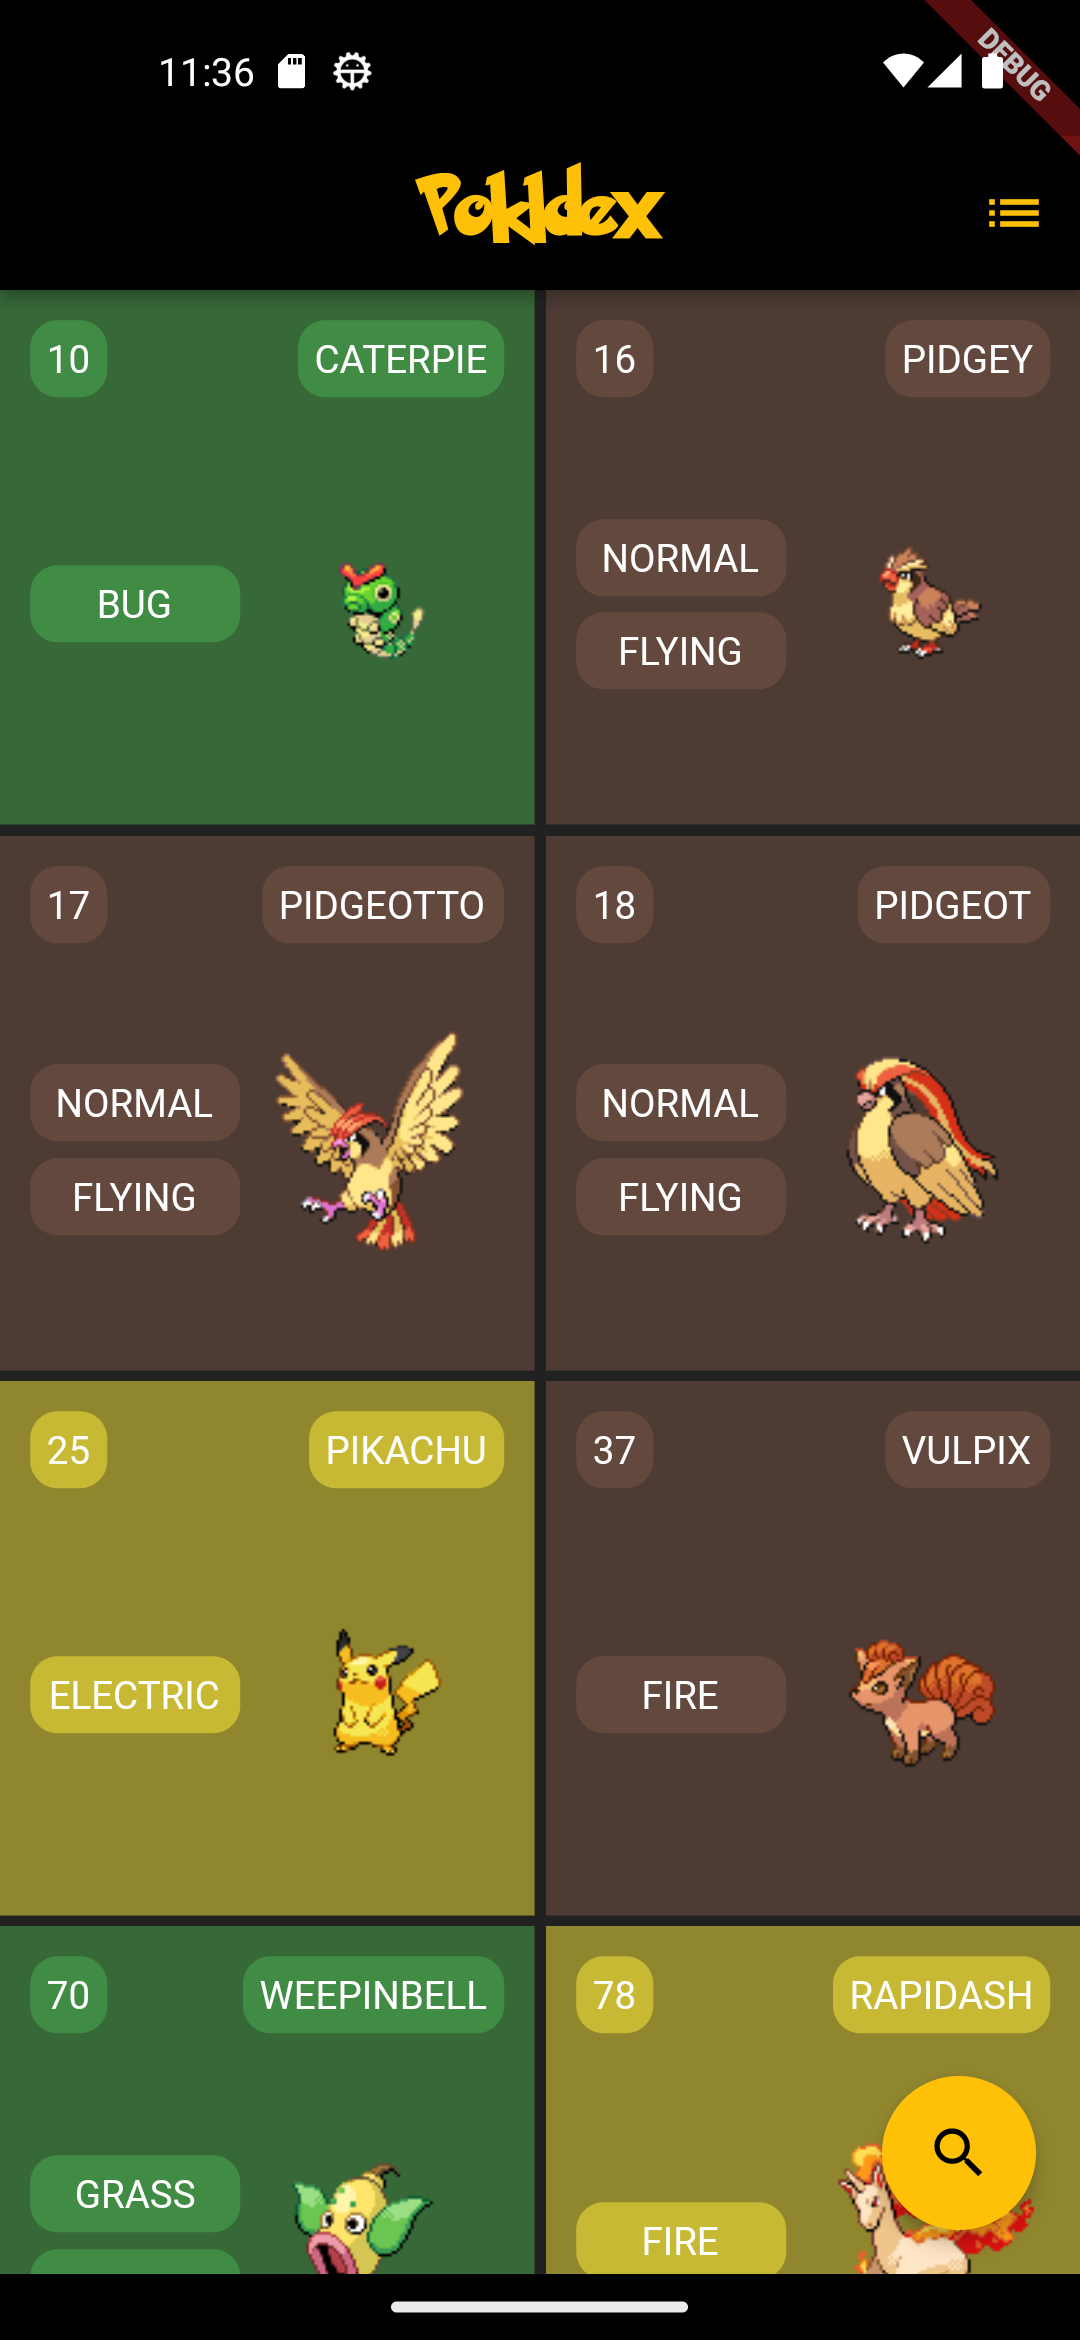 11:36
DEBUG
Pokédex
10
CATERPIE
16
PIDGEY
BUG
NORMAL
FLYING
17
PIDGEOTTO
18
PIDGEOT
NORMAL
FLYING
NORMAL
FLYING
25
PIKACHU
37
VULPIX
ELECTRIC
FIRE
70
WEEPINBELL
78
RAPIDASH
GRASS
FIRE